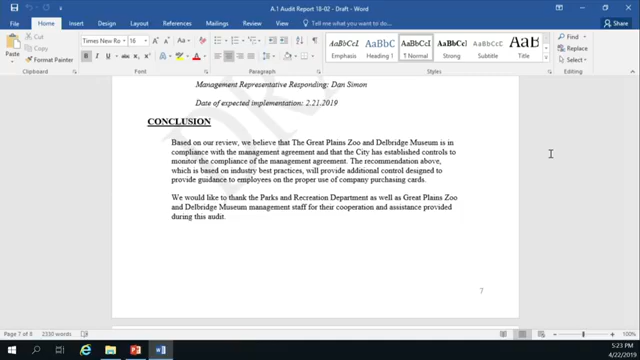 A.1 Audit Report 18-02 - Draft - Word
File Home Insert Design Layout References Mailings Review View Tell me what you want to do... Share
Paste
Cut
Copy
Format Painter
Clipboard
Times New Ro 16
Font
Paragraph
AaBbCcI AaBbC AaBbCcI AaBbCc AaBbCcD AaB
Emphasis Heading 1 ¶ Normal Strong Subtitle Title
Styles
Find
Replace
Select
Editing
Management Representative Responding: Dan Simon
Date of expected implementation: 2.21.2019
CONCLUSION
Based on our review, we believe that The Great Plains Zoo and Delbridge Museum is in
compliance with the management agreement and that the City has established controls to
monitor the compliance of the management agreement. The recommendation above,
which is based on industry best practices, will provide additional control designed to
provide guidance to employees on the proper use of company purchasing cards.
We would like to thank the Parks and Recreation Department as well as Great Plains Zoo
and Delbridge Museum management staff for their cooperation and assistance provided
during this audit.
7
Page 7 of 8 2330 words 100%
5:23 PM
4/22/2019